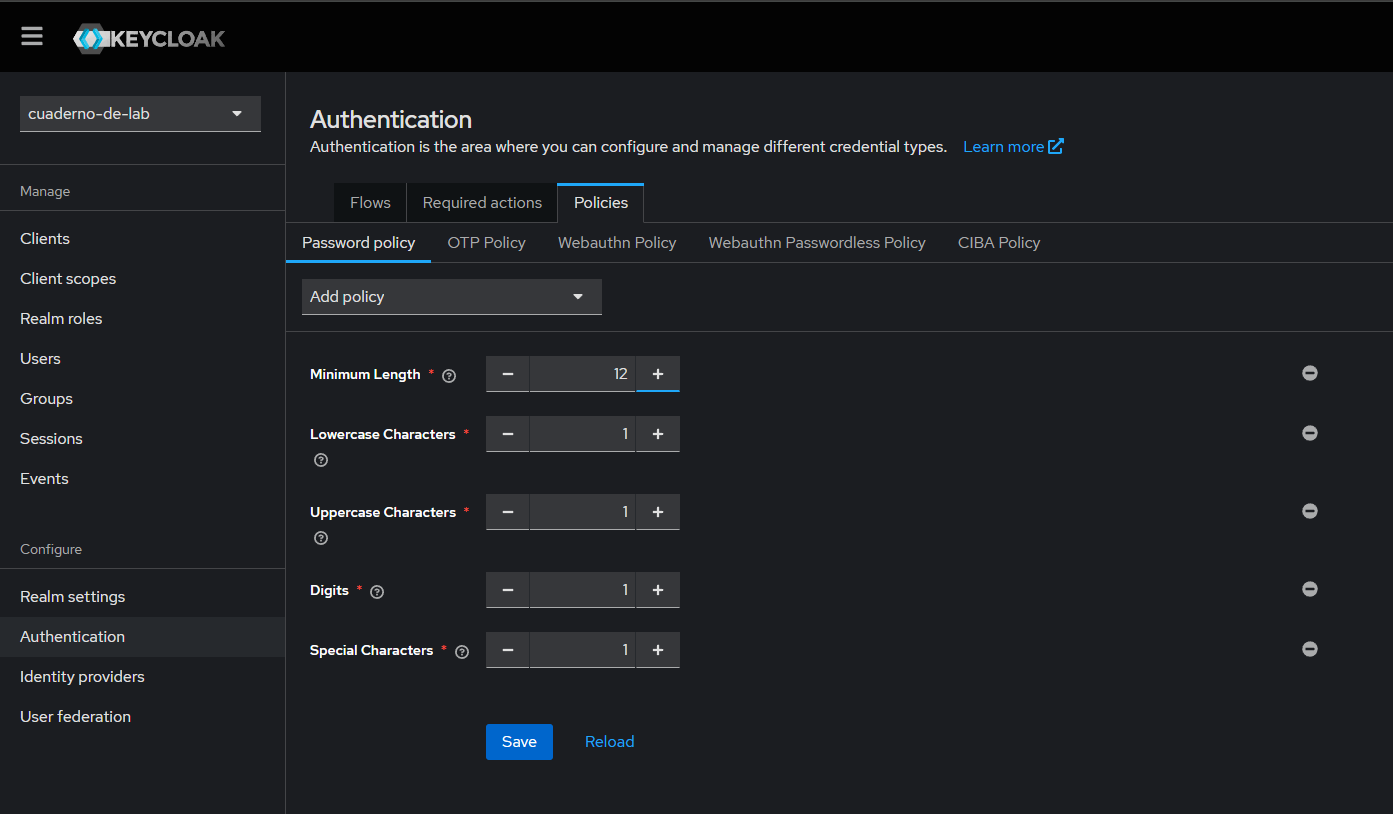 KEYCLOAK
cuaderno-de-lab
Manage
Clients
Client scopes
Realm roles
Users
Groups
Sessions
Events
Configure
Realm settings
Authentication
Identity providers
User federation
Authentication
Authentication is the area where you can configure and manage different credential types. Learn more
Flows Required actions Policies
Password policy OTP Policy Webauthn Policy Webauthn Passwordless Policy CIBA Policy
Add policy
Minimum Length * 12
Lowercase Characters * 1
Uppercase Characters * 1
Digits * 1
Special Characters * 1
Save Reload